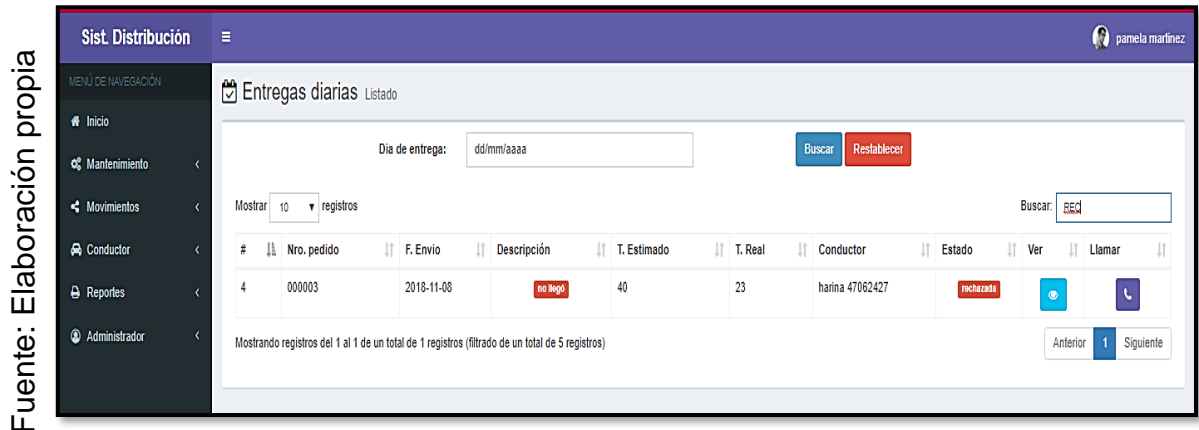 Fuente: Elaboración propia
Sist. Distribución
pamela martinez
MENÚ DE NAVEGACIÓN
Inicio
Mantenimiento
Movimientos
Conductor
Reportes
Administrador
Entregas diarias Listado
Dia de entrega: dd/mm/aaaa Buscar Restablecer
Mostrar 10 registros Buscar: REC
# Nro. pedido F. Envio Descripción T. Estimado T. Real Conductor Estado Ver Llamar
4 000003 2018-11-08 no llegó 40 23 harina 47062427 rechazada
Mostrando registros del 1 al 1 de un total de 1 registros (filtrado de un total de 5 registros)
Anterior 1 Siguiente